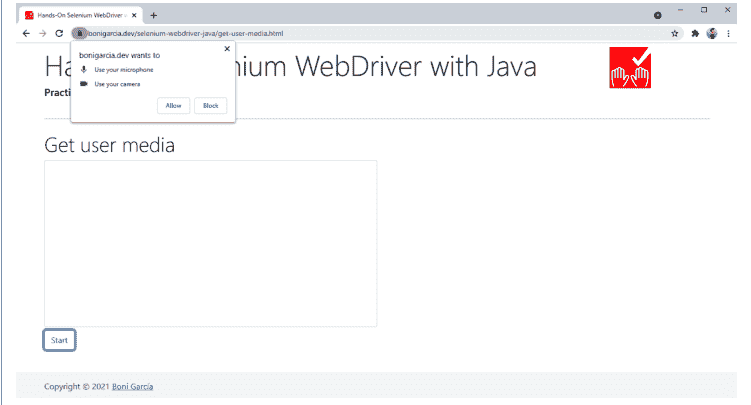 Hands-On Selenium WebDriver
bonigarcia.dev/selenium-webdriver-java/get-user-media.html
bonigarcia.dev wants to
Use your microphone
Use your camera
Allow Block
Ha nium WebDriver with Java
Practi
Get user media
Start
Copyright © 2021 Boni García